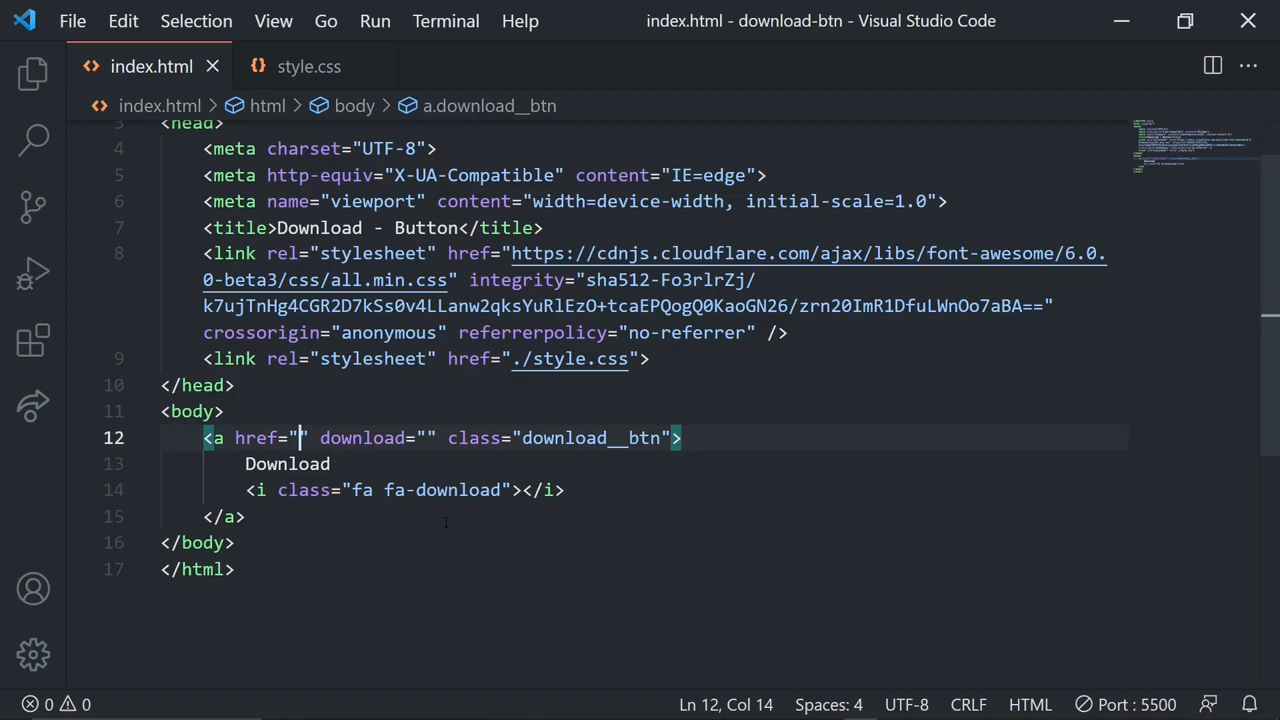 File Edit Selection View Go Run Terminal Help index.html - download-btn - Visual Studio Code
index.html style.css
index.html > html > body > a.download__btn
3 <head>
4 <meta charset="UTF-8">
5 <meta http-equiv="X-UA-Compatible" content="IE=edge">
6 <meta name="viewport" content="width=device-width, initial-scale=1.0">
7 <title>Download - Button</title>
8 <link rel="stylesheet" href="https://cdnjs.cloudflare.com/ajax/libs/font-awesome/6.0.
0-beta3/css/all.min.css" integrity="sha512-Fo3rlrZj/
k7ujTnHg4CGR2D7kSs0v4LLanw2qksYuRlEzO+tcaEPQogQ0KaoGN26/zrn20ImR1DfuLWnOo7aBA=="
crossorigin="anonymous" referrerpolicy="no-referrer" />
9 <link rel="stylesheet" href="./style.css">
10 </head>
11 <body>
12 <a href="" download="" class="download__btn">
13 Download
14 <i class="fa fa-download"></i>
15 </a>
16 </body>
17 </html>
0 0 Ln 12, Col 14 Spaces: 4 UTF-8 CRLF HTML Port : 5500